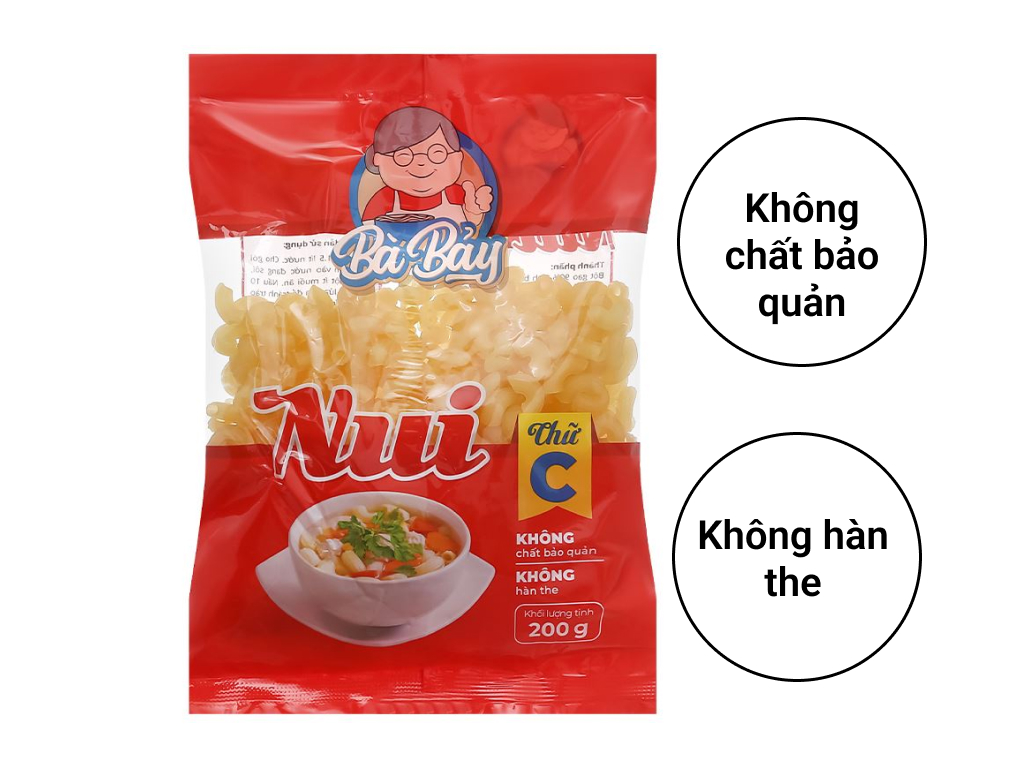 Bà Bảy
Nui
Thữ
C
KHÔNG
chất bảo quản
KHÔNG
hàn the
Khối lượng tịnh
200 g
Không
chất bảo
quản
Không hàn
the